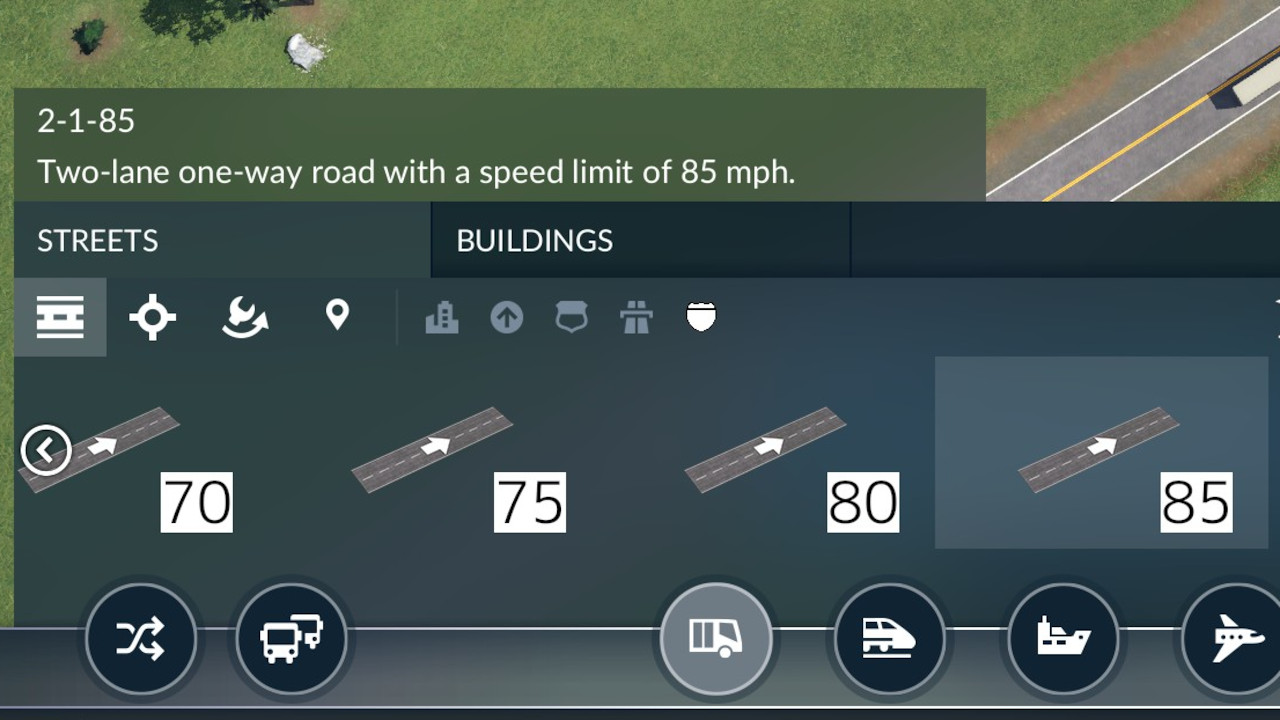 2-1-85
Two-lane one-way road with a speed limit of 85 mph.
STREETS
BUILDINGS
70
75
80
85